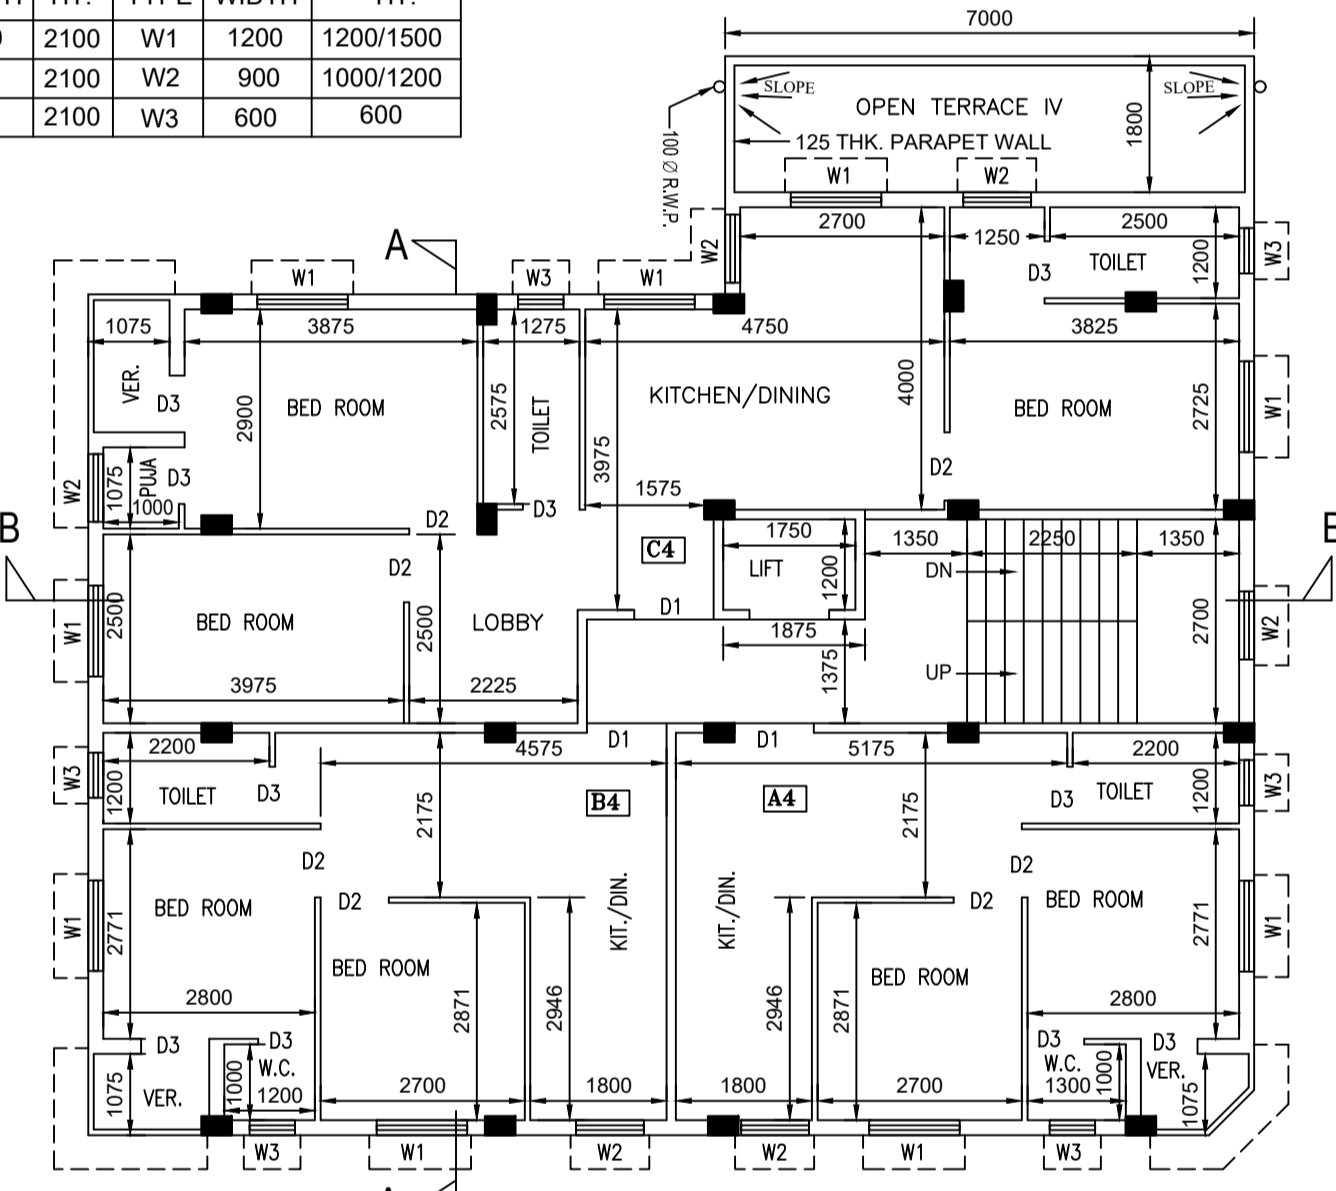 2100 W1 1200 1200/1500
2100 W2 900 1000/1200
2100 W3 600 600
7000
SLOPE SLOPE
OPEN TERRACE IV
1800
125 THK. PARAPET WALL
100 Ø R.W.P.
W1 W2
2700 1250 2500
W2 W3
1200
D3 TOILET
A
W1 W3 W1
1075 3875 1275 4750 3825
VER.
D3
BED ROOM
2900
2575
TOILET
3975
KITCHEN/DINING
4000
BED ROOM
2725
W1
W2
1075
PUJA
D3
1000
D3
1575
D2
D2
B
D2
C4
1750
LIFT
1200
1350 2250 1350
DN
BED ROOM
2500
W1
2500
LOBBY
D1
1875
1375
UP
2700
W2
3975 2225
2200 4575 D1 D1 5175 2200
W3
1200
TOILET D3
2175
B4 A4
2175
D3 TOILET
1200
W3
D2 D2
BED ROOM D2
D2 BED ROOM
W1
2771
KIT./DIN. KIT./DIN.
2771
W1
BED ROOM BED ROOM
2800 2871 2946 2946 2871 2800
D3 D3 D3 D3
W.C. W.C.
1000 1000
1075 VER. 1200 2700 1800 1800 2700 1300 VER. 1075
W3 W1 W2 W2 W1 W3